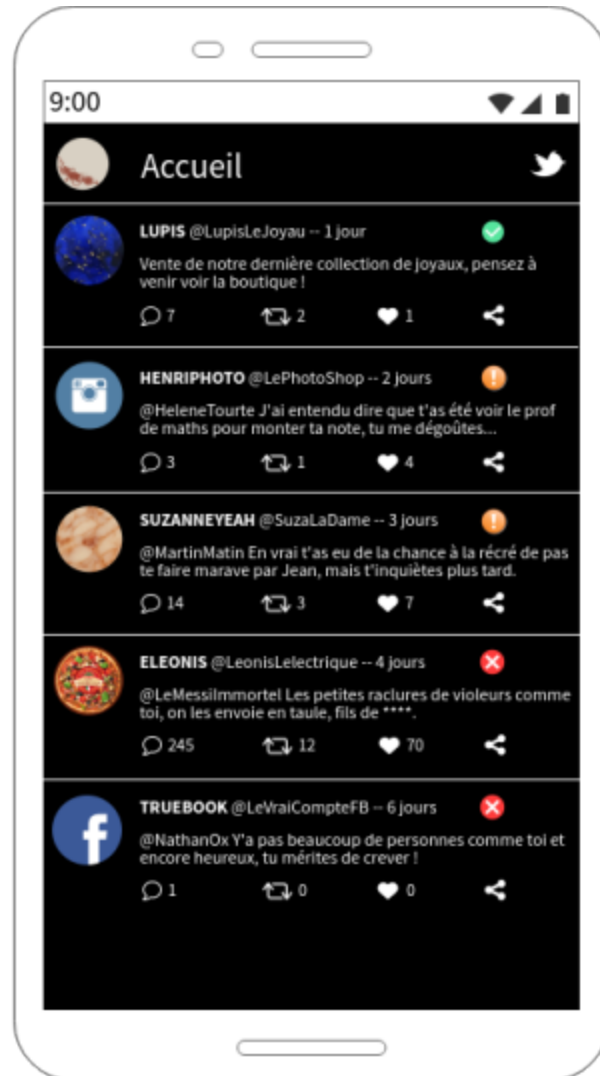 9:00
Accueil
LUPIS @LupisLeJoyau -- 1 jour
Vente de notre dernière collection de joyaux, pensez à
venir voir la boutique !
7 2 1
HENRIPHOTO @LePhotoShop -- 2 jours
@HeleneTourte J'ai entendu dire que t'as été voir le prof
de maths pour monter ta note, tu me dégoûtes...
3 1 4
SUZANNEYEAH @SuzaLaDame -- 3 jours
@MartinMatin En vrai t'as eu de la chance à la récré de pas
te faire marave par Jean, mais t'inquiètes plus tard.
14 3 7
ELEONIS @LeonisLelectrique -- 4 jours
@LeMessiImmortel Les petites raclures de violeurs comme
toi, on les envoie en taule, fils de ****.
245 12 70
TRUEBOOK @LeVraiCompteFB -- 6 jours
@NathanOx Y'a pas beaucoup de personnes comme toi et
encore heureux, tu mérites de crever !
1 0 0